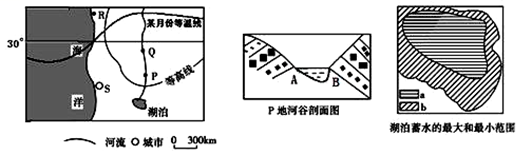 R
某月份等温线
30°
海
Q
P
等高线
S
洋
湖泊
河流 城市 0 300km
A B
P地河谷剖面图
a
b
湖泊蓄水的最大和最小范围